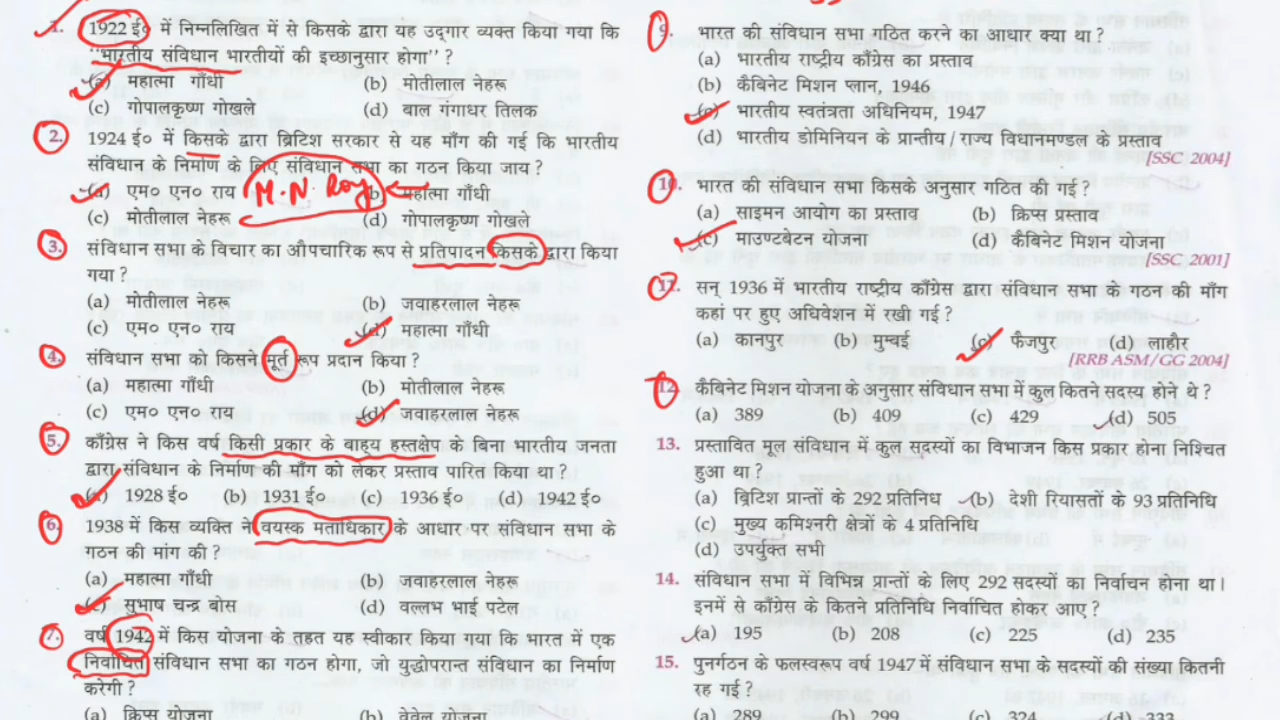 1. 1922 ई० में निम्नलिखित में से किसके द्वारा यह उद्‌गार व्यक्त किया गया कि
"भारतीय संविधान भारतीयों की इच्छानुसार होगा" ?
(a) महात्मा गाँधी (b) मोतीलाल नेहरू
(c) गोपालकृष्ण गोखले (d) बाल गंगाधर तिलक
2. 1924 ई० में किसके द्वारा ब्रिटिश सरकार से यह माँग की गई कि भारतीय
संविधान के निर्माण के लिए संविधान सभा का गठन किया जाय ?
(a) एम० एन० राय (b) महात्मा गाँधी
M.N. Roy
(c) मोतीलाल नेहरू (d) गोपालकृष्ण गोखले
3. संविधान सभा के विचार का औपचारिक रूप से प्रतिपादन किसके द्वारा किया
गया ?
(a) मोतीलाल नेहरू (b) जवाहरलाल नेहरू
(c) एम० एन० राय (d) महात्मा गाँधी
4. संविधान सभा को किसने मूर्त रूप प्रदान किया ?
(a) महात्मा गाँधी (b) मोतीलाल नेहरू
(c) एम० एन० राय (d) जवाहरलाल नेहरू
5. काँग्रेस ने किस वर्ष किसी प्रकार के बाह्य हस्तक्षेप के बिना भारतीय जनता
द्वारा संविधान के निर्माण की माँग को लेकर प्रस्ताव पारित किया था ?
(a) 1928 ई० (b) 1931 ई० (c) 1936 ई० (d) 1942 ई०
6. 1938 में किस व्यक्ति ने वयस्क मताधिकार के आधार पर संविधान सभा के
गठन की मांग की ?
(a) महात्मा गाँधी (b) जवाहरलाल नेहरू
(c) सुभाष चन्द्र बोस (d) वल्लभ भाई पटेल
7. वर्ष 1942 में किस योजना के तहत यह स्वीकार किया गया कि भारत में एक
निर्वाचित संविधान सभा का गठन होगा, जो युद्धोपरान्त संविधान का निर्माण
करेगी ?
(a) क्रिप्स योजना (b) वेवेल योजना
9. भारत की संविधान सभा गठित करने का आधार क्या था ?
(a) भारतीय राष्ट्रीय काँग्रेस का प्रस्ताव
(b) कैबिनेट मिशन प्लान, 1946
(c) भारतीय स्वतंत्रता अधिनियम, 1947
(d) भारतीय डोमिनियन के प्रान्तीय/राज्य विधानमण्डल के प्रस्ताव
[SSC 2004]
10. भारत की संविधान सभा किसके अनुसार गठित की गई ?
(a) साइमन आयोग का प्रस्ताव (b) क्रिप्स प्रस्ताव
(c) माउण्टबेटन योजना (d) कैबिनेट मिशन योजना
[SSC 2001]
11. सन् 1936 में भारतीय राष्ट्रीय काँग्रेस द्वारा संविधान सभा के गठन की माँग
कहां पर हुए अधिवेशन में रखी गई ?
(a) कानपुर (b) मुम्बई (c) फैजपुर (d) लाहौर
[RRB ASM/GG 2004]
12. कैबिनेट मिशन योजना के अनुसार संविधान सभा में कुल कितने सदस्य होने थे ?
(a) 389 (b) 409 (c) 429 (d) 505
13. प्रस्तावित मूल संविधान में कुल सदस्यों का विभाजन किस प्रकार होना निश्चित
हुआ था ?
(a) ब्रिटिश प्रान्तों के 292 प्रतिनिधि (b) देशी रियासतों के 93 प्रतिनिधि
(c) मुख्य कमिश्नरी क्षेत्रों के 4 प्रतिनिधि
(d) उपर्युक्त सभी
14. संविधान सभा में विभिन्न प्रान्तों के लिए 292 सदस्यों का निर्वाचन होना था।
इनमें से काँग्रेस के कितने प्रतिनिधि निर्वाचित होकर आए ?
(a) 195 (b) 208 (c) 225 (d) 235
15. पुनर्गठन के फलस्वरूप वर्ष 1947 में संविधान सभा के सदस्यों की संख्या कितनी
रह गई ?
(a) 289 (b) 299 (c) 324 (d) 333